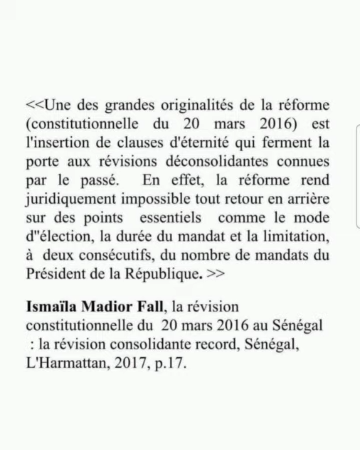 <<Une des grandes originalités de la réforme
(constitutionnelle du 20 mars 2016) est
l'insertion de clauses d'éternité qui ferment la
porte aux révisions déconsolidantes connues
par le passé. En effet, la réforme rend
juridiquement impossible tout retour en arrière
sur des points essentiels comme le mode
d"élection, la durée du mandat et la limitation,
à deux consécutifs, du nombre de mandats du
Président de la République. >>
Ismaïla Madior Fall, la révision
constitutionnelle du 20 mars 2016 au Sénégal
: la révision consolidante record, Sénégal,
L'Harmattan, 2017, p.17.